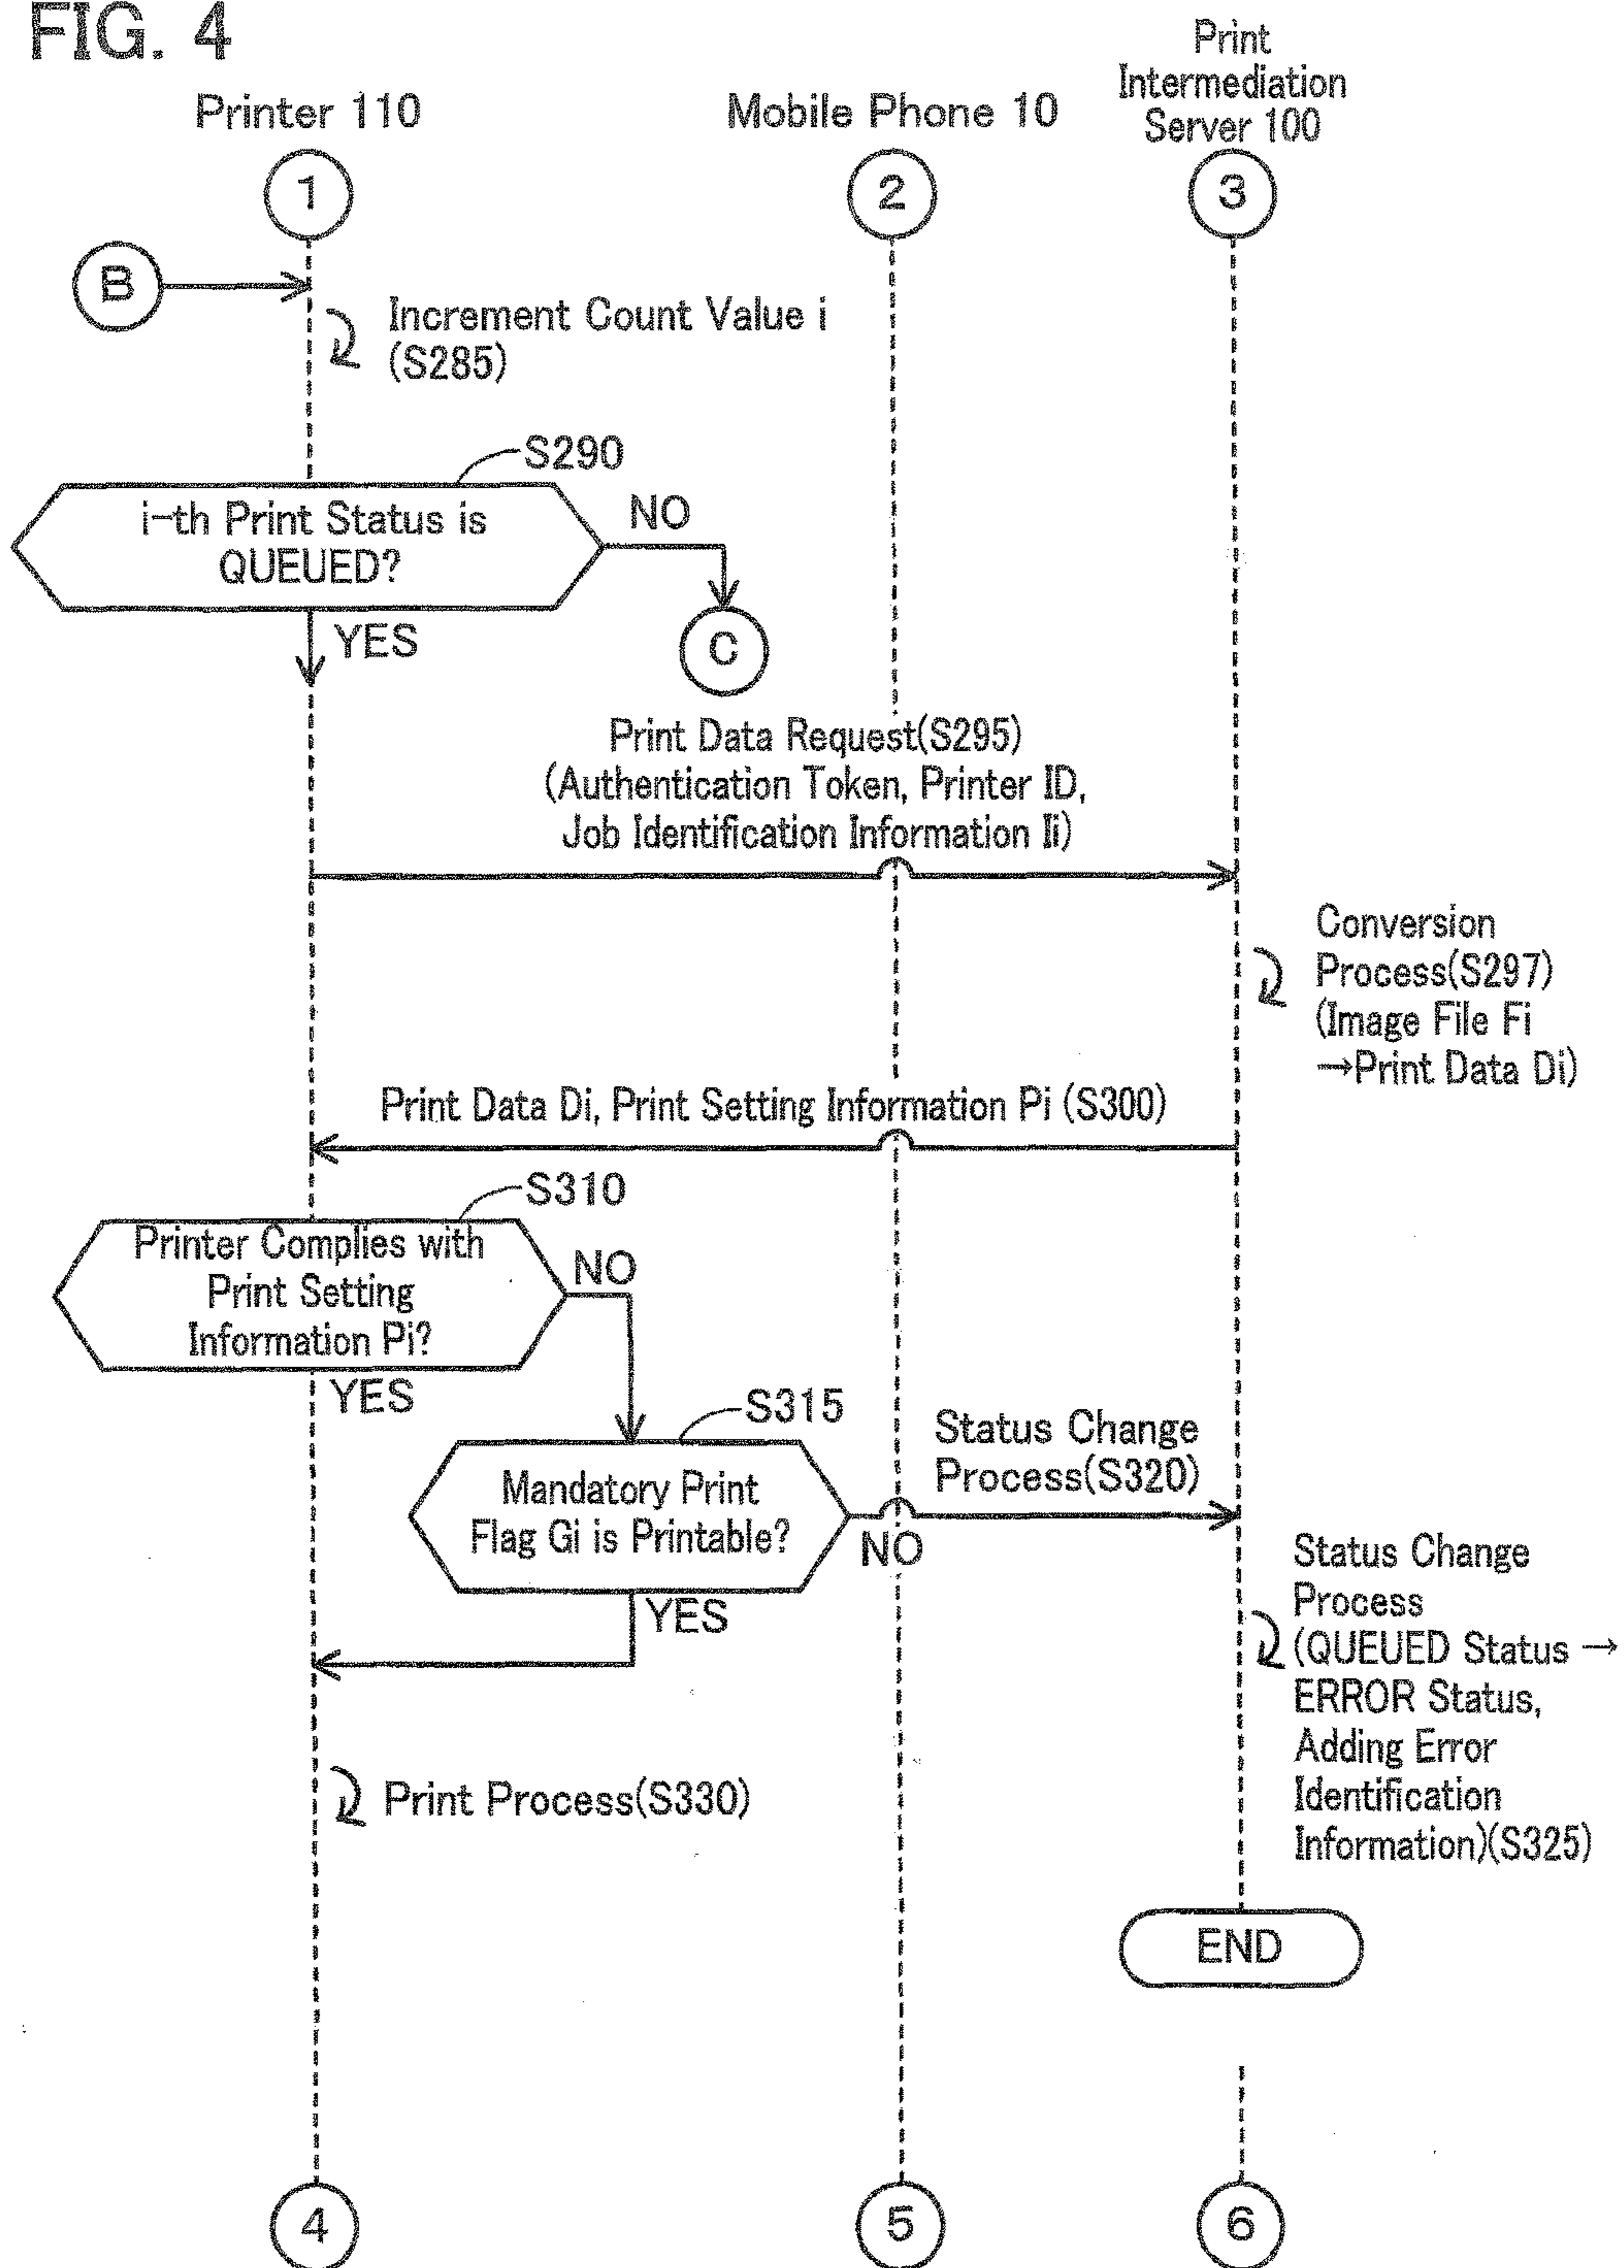 FIG. 4
Printer 110
Mobile Phone 10
Print
Intermediation
Server 100
1
2
3
B
Increment Count Value i
(S285)
S290
i-th Print Status is
QUEUED?
NO
YES
C
Print Data Request(S295)
(Authentication Token, Printer ID,
Job Identification Information Ii)
Conversion
Process(S297)
(Image File Fi
→Print Data Di)
Print Data Di, Print Setting Information Pi (S300)
S310
Printer Complies with
Print Setting
Information Pi?
NO
YES
S315
Mandatory Print
Flag Gi is Printable?
NO
YES
Status Change
Process(S320)
Status Change
Process
(QUEUED Status →
ERROR Status,
Adding Error
Identification
Information)(S325)
Print Process(S330)
END
4
5
6